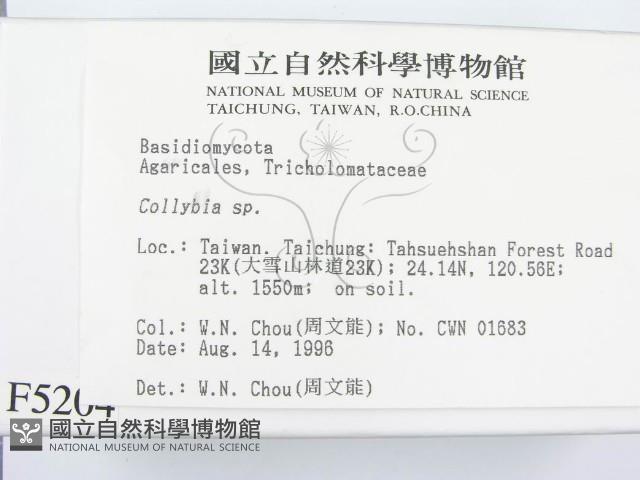 國立自然科學博物館
NATIONAL MUSEUM OF NATURAL SCIENCE
TAICHUNG, TAIWAN, R.O.CHINA
Basidiomycota
Agaricales, Tricholomataceae
Collybia sp.
Loc.: Taiwan. Taichung: Tahsuehshan Forest Road
23K(大雪山林道23K); 24.14N, 120.56E;
alt. 1550m; on soil.
Col.: W.N. Chou(周文能); No. CWN 01683
Date: Aug. 14, 1996
Det.: W.N. Chou(周文能)
F5204
國立自然科學博物館
NATIONAL MUSEUM OF NATURAL SCIENCE